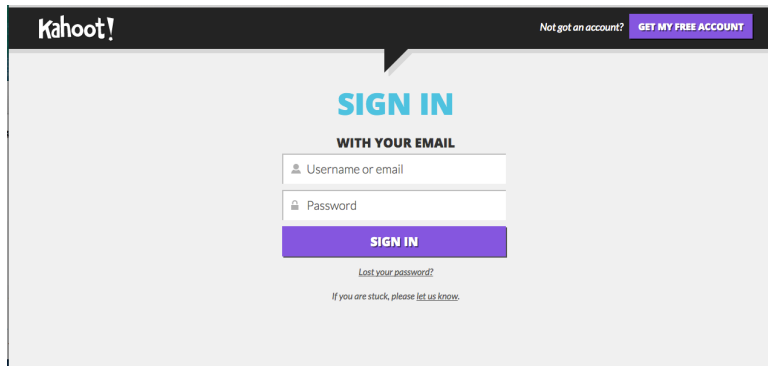 Kahoot!
Not got an account? GET MY FREE ACCOUNT
SIGN IN
WITH YOUR EMAIL
Username or email
Password
SIGN IN
Lost your password?
If you are stuck, please let us know.